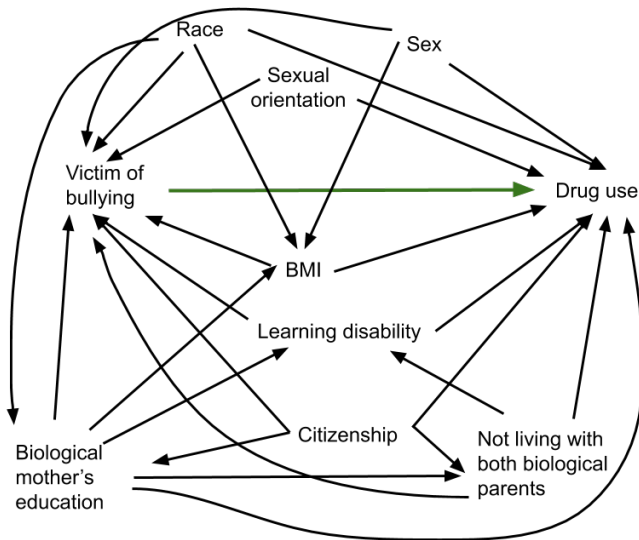 Race
Sex
Sexual
orientation
Victim of
bullying
Drug use
BMI
Learning disability
Citizenship
Biological
mother's
education
Not living with
both biological
parents